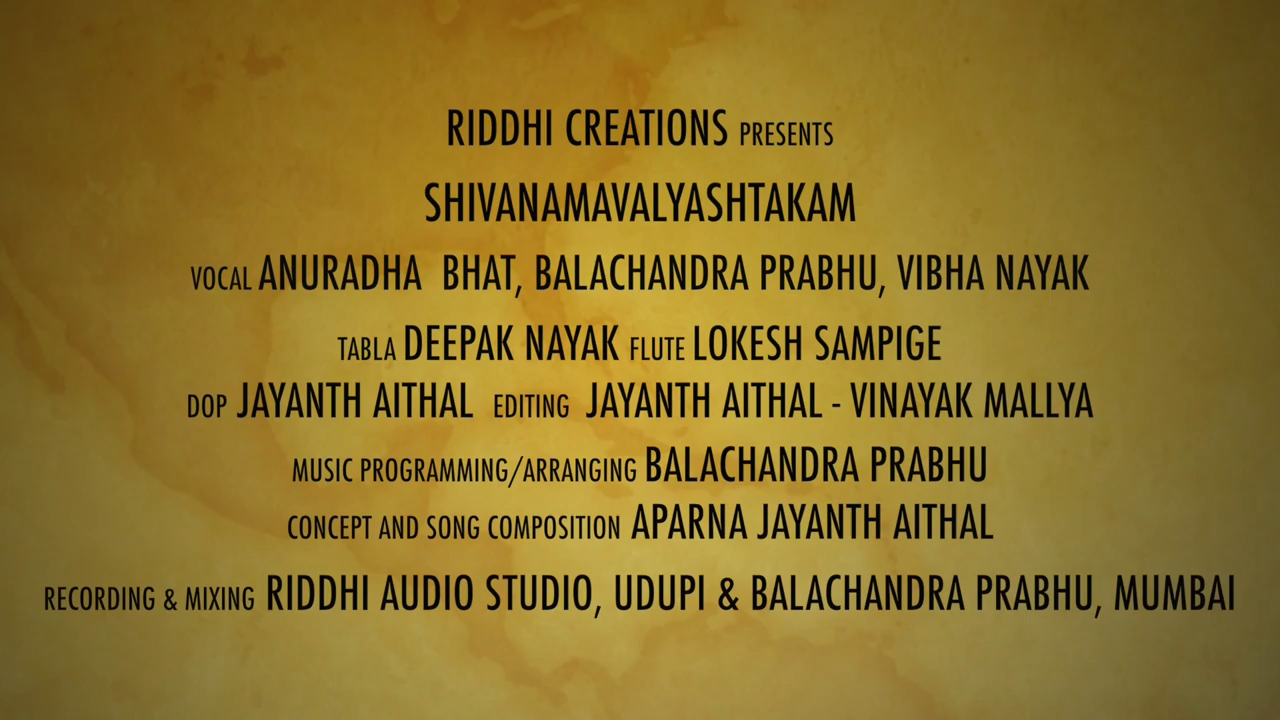 RIDDHI CREATIONS PRESENTS
SHIVANAMAVALYASHTAKAM
VOCAL ANURADHA BHAT, BALACHANDRA PRABHU, VIBHA NAYAK
TABLA DEEPAK NAYAK FLUTE LOKESH SAMPIGE
DOP JAYANTH AITHAL EDITING JAYANTH AITHAL - VINAYAK MALLYA
MUSIC PROGRAMMING/ARRANGING BALACHANDRA PRABHU
CONCEPT AND SONG COMPOSITION APARNA JAYANTH AITHAL
RECORDING & MIXING RIDDHI AUDIO STUDIO, UDUPI & BALACHANDRA PRABHU, MUMBAI